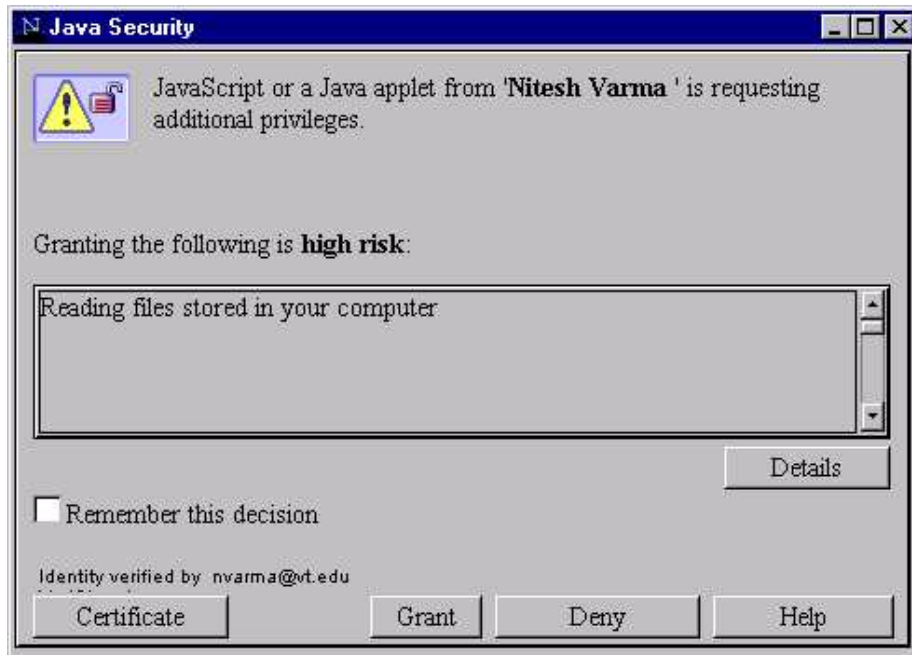 Java Security
JavaScript or a Java applet from 'Nitesh Varma ' is requesting
additional privileges.
Granting the following is high risk:
Reading files stored in your computer
Details
Remember this decision
Identity verified by nvarma@vt.edu
Certificate Grant Deny Help